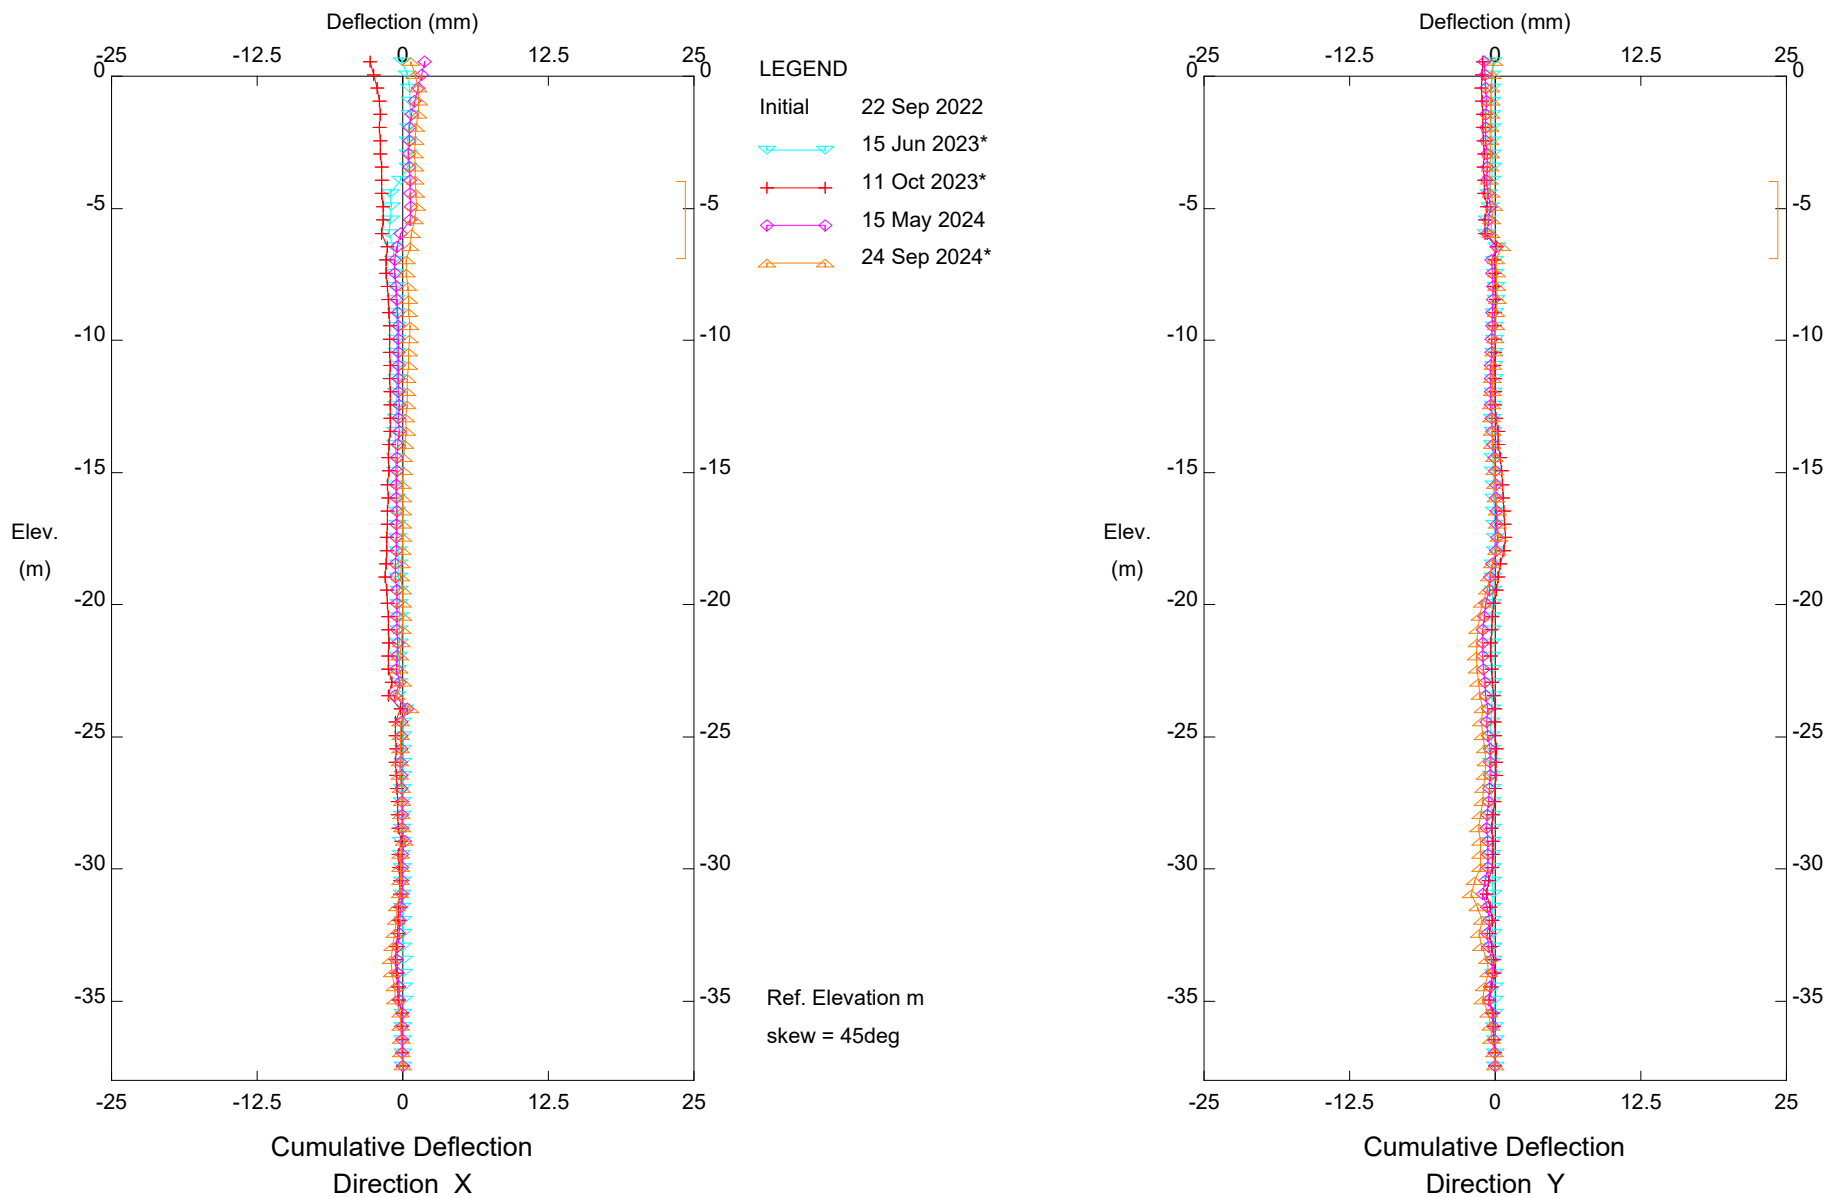 Deflection (mm)
-25 -12.5 0 12.5 25
0 0
-5 -5
-10 -10
-15 -15
-20 -20
-25 -25
-30 -30
-35 -35
Elev.
(m)
-25 -12.5 0 12.5 25
Cumulative Deflection
Direction X
LEGEND
Initial 22 Sep 2022
15 Jun 2023*
11 Oct 2023*
15 May 2024
24 Sep 2024*
Ref. Elevation m
skew = 45deg
Deflection (mm)
-25 -12.5 0 12.5 25
0 0
-5 -5
-10 -10
-15 -15
-20 -20
-25 -25
-30 -30
-35 -35
Elev.
(m)
-25 -12.5 0 12.5 25
Cumulative Deflection
Direction Y